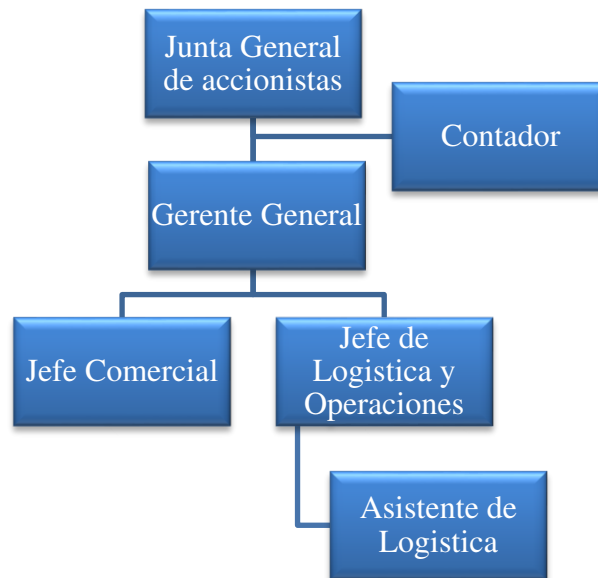 Junta General
de accionistas
Contador
Gerente General
Jefe Comercial
Jefe de
Logistica y
Operaciones
Asistente de
Logistica